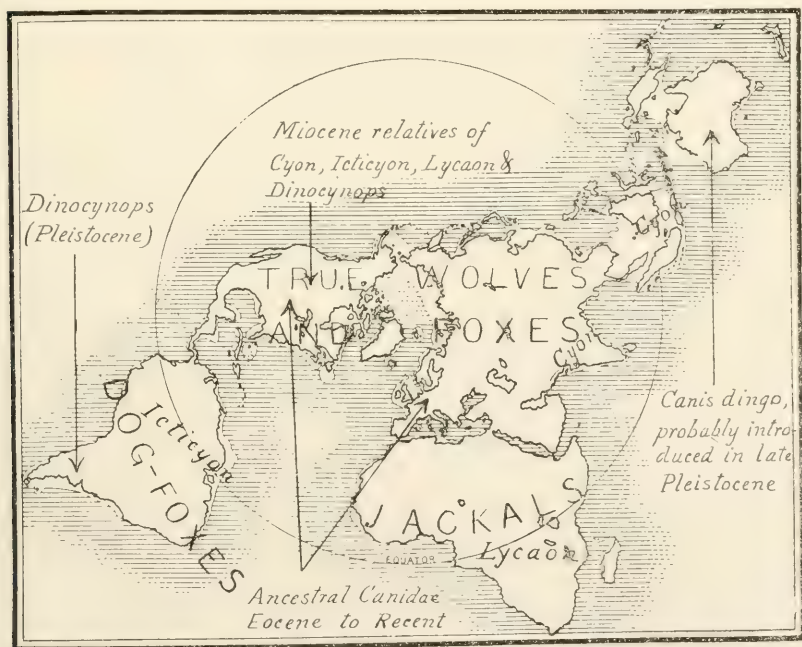 Miocene relatives of
Cyon, Icticyon, Lycaon &
Dinocynops
Dinocynops
(Pleistocene)
TRUE WOLVES
AND FOXES
Cyon
Cyon
Icticyon
DOG-FOXES
JACKALS
Lycaon
EQUATOR
Canis dingo,
probably intro-
duced in late
Pleistocene
Ancestral Canidae
Eocene to Recent